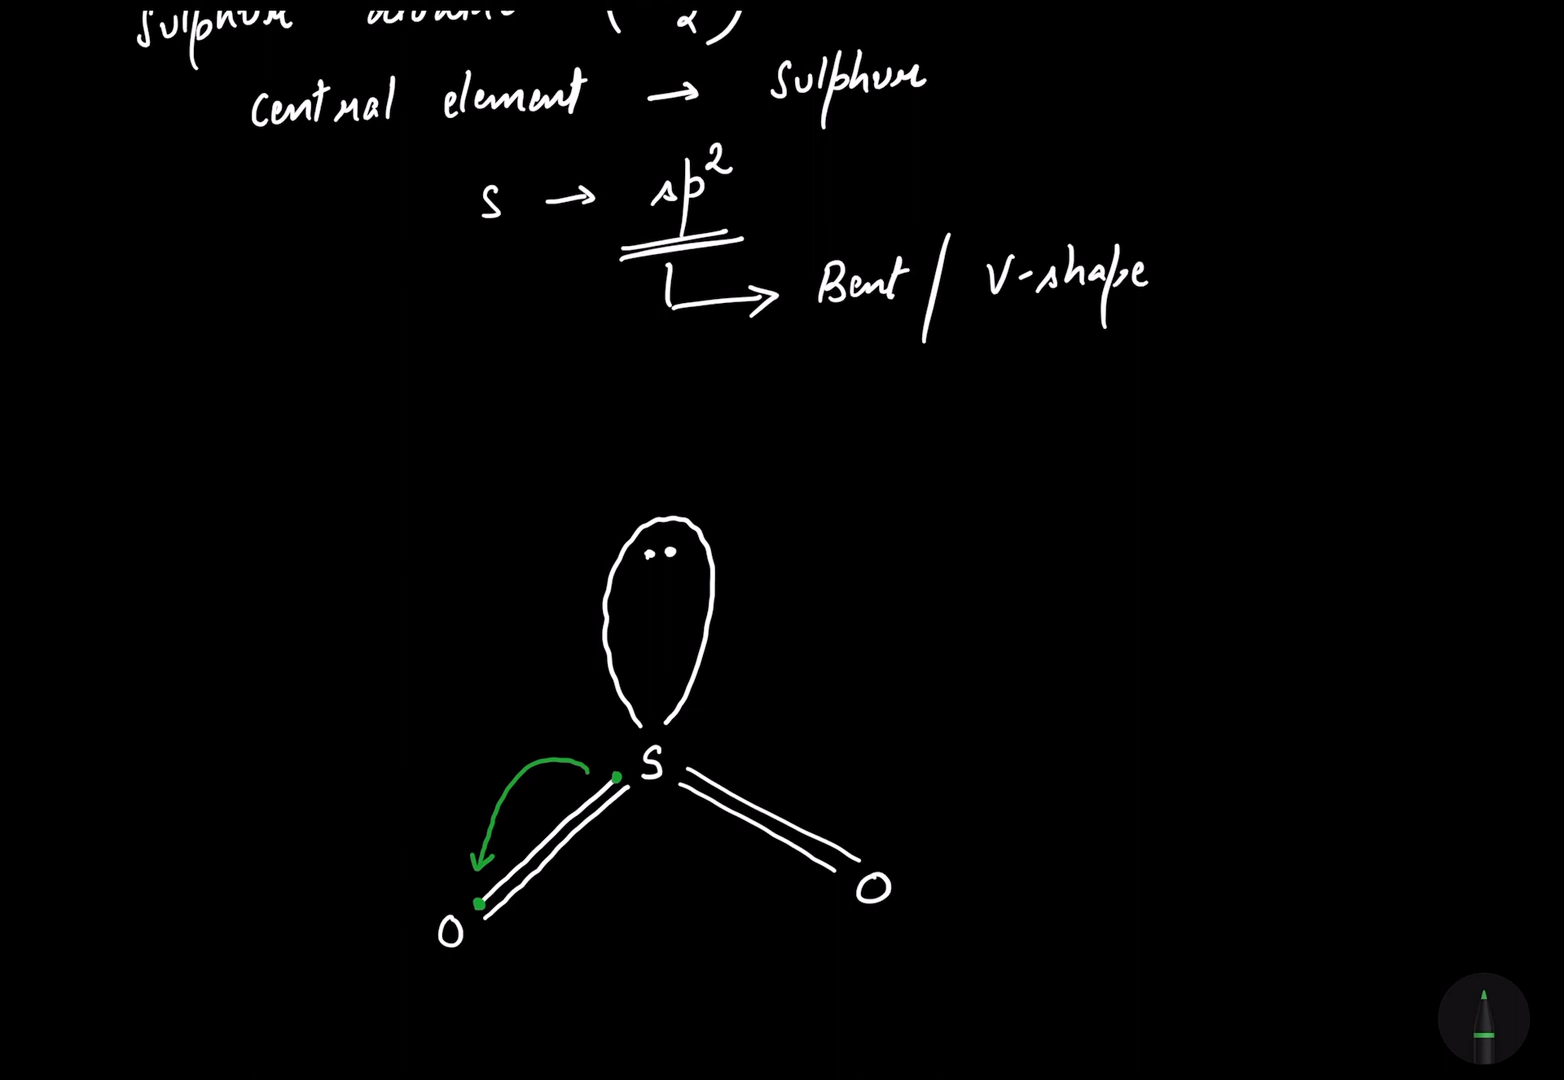 Sulphur
central element → Sulphur
S → sp²
Bent / V-shape
S
O
O